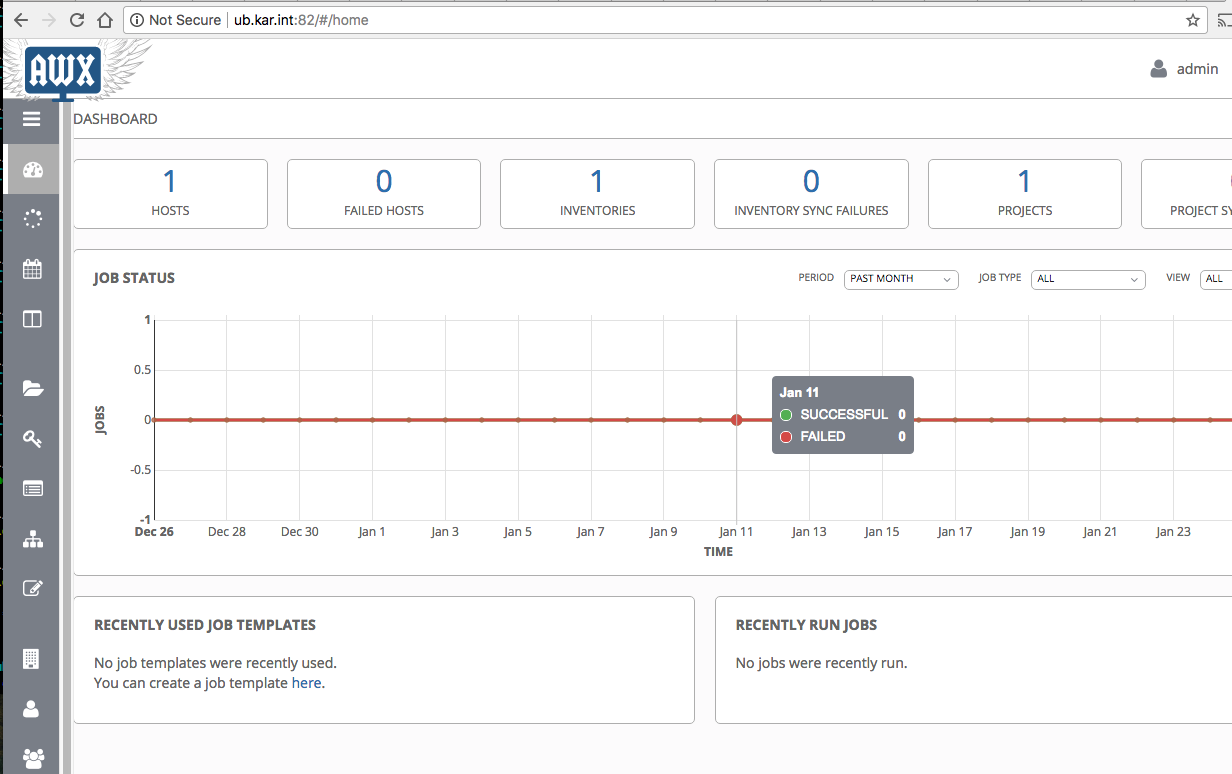 Not Secure ub.kar.int:82/#/home
AWX
admin
DASHBOARD
1 0 1 0 1
HOSTS FAILED HOSTS INVENTORIES INVENTORY SYNC FAILURES PROJECTS PROJECT SY
JOB STATUS
PERIOD PAST MONTH JOB TYPE ALL VIEW ALL
1
0.5
0
-0.5
-1
JOBS
Jan 11
SUCCESSFUL 0
FAILED 0
Dec 26 Dec 28 Dec 30 Jan 1 Jan 3 Jan 5 Jan 7 Jan 9 Jan 11 Jan 13 Jan 15 Jan 17 Jan 19 Jan 21 Jan 23
TIME
RECENTLY USED JOB TEMPLATES
No job templates were recently used.
You can create a job template here.
RECENTLY RUN JOBS
No jobs were recently run.